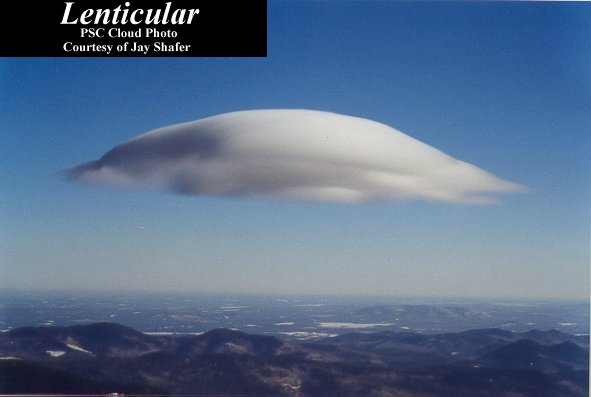 Lenticular
PSC Cloud Photo
Courtesy of Jay Shafer